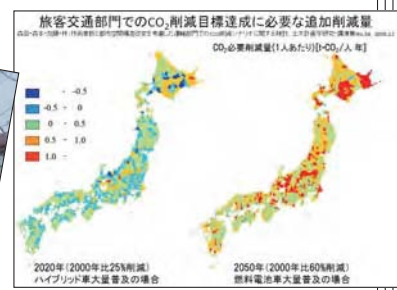 旅客交通部門でのCO₂削減目標達成に必要な追加削減量
CO₂必要削減量(1人あたり)[t-CO₂/人 年]
- -0.5
-0.5 - 0
0 - 0.5
0.5 - 1.0
1.0 -
2020年(2000年比25%削減)
ハイブリッド車大量普及の場合
2050年(2000年比60%削減)
燃料電池車大量普及の場合